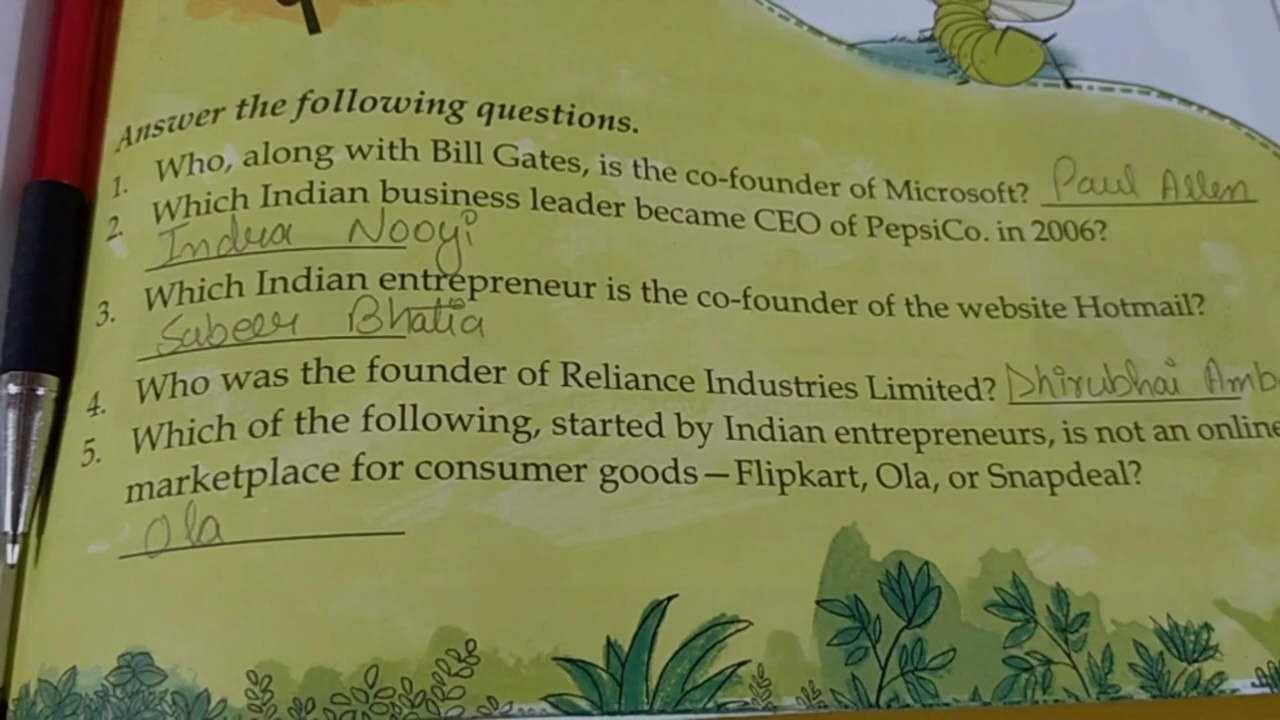 Answer the following questions.
1. Who, along with Bill Gates, is the co-founder of Microsoft? Paul Allen
2. Which Indian business leader became CEO of PepsiCo. in 2006?
Indra Nooyi
3. Which Indian entrepreneur is the co-founder of the website Hotmail?
Sabeer Bhatia
4. Who was the founder of Reliance Industries Limited? Dhirubhai Amb
5. Which of the following, started by Indian entrepreneurs, is not an online
marketplace for consumer goods—Flipkart, Ola, or Snapdeal?
Ola